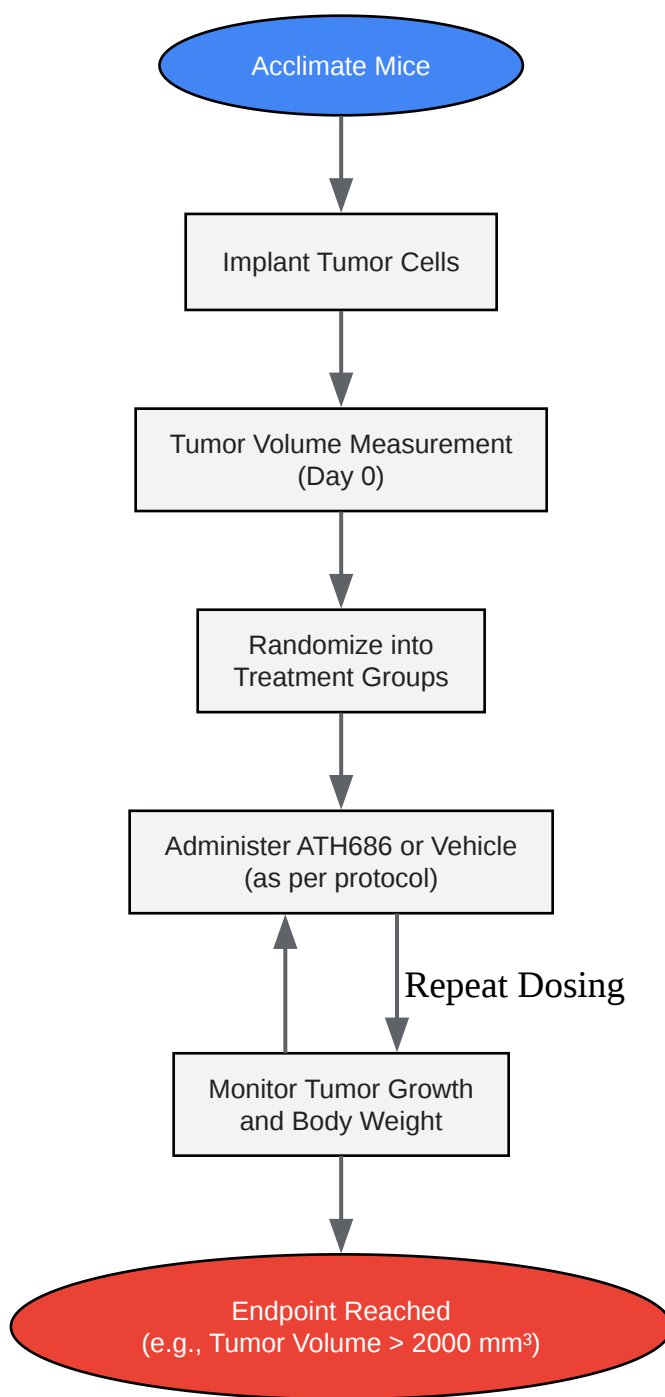 Acclimate Mice
Implant Tumor Cells
Tumor Volume Measurement
(Day 0)
Randomize into
Treatment Groups
Administer ATH686 or Vehicle
(as per protocol)
Repeat Dosing
Monitor Tumor Growth
and Body Weight
Endpoint Reached
(e.g., Tumor Volume > 2000 mm³)